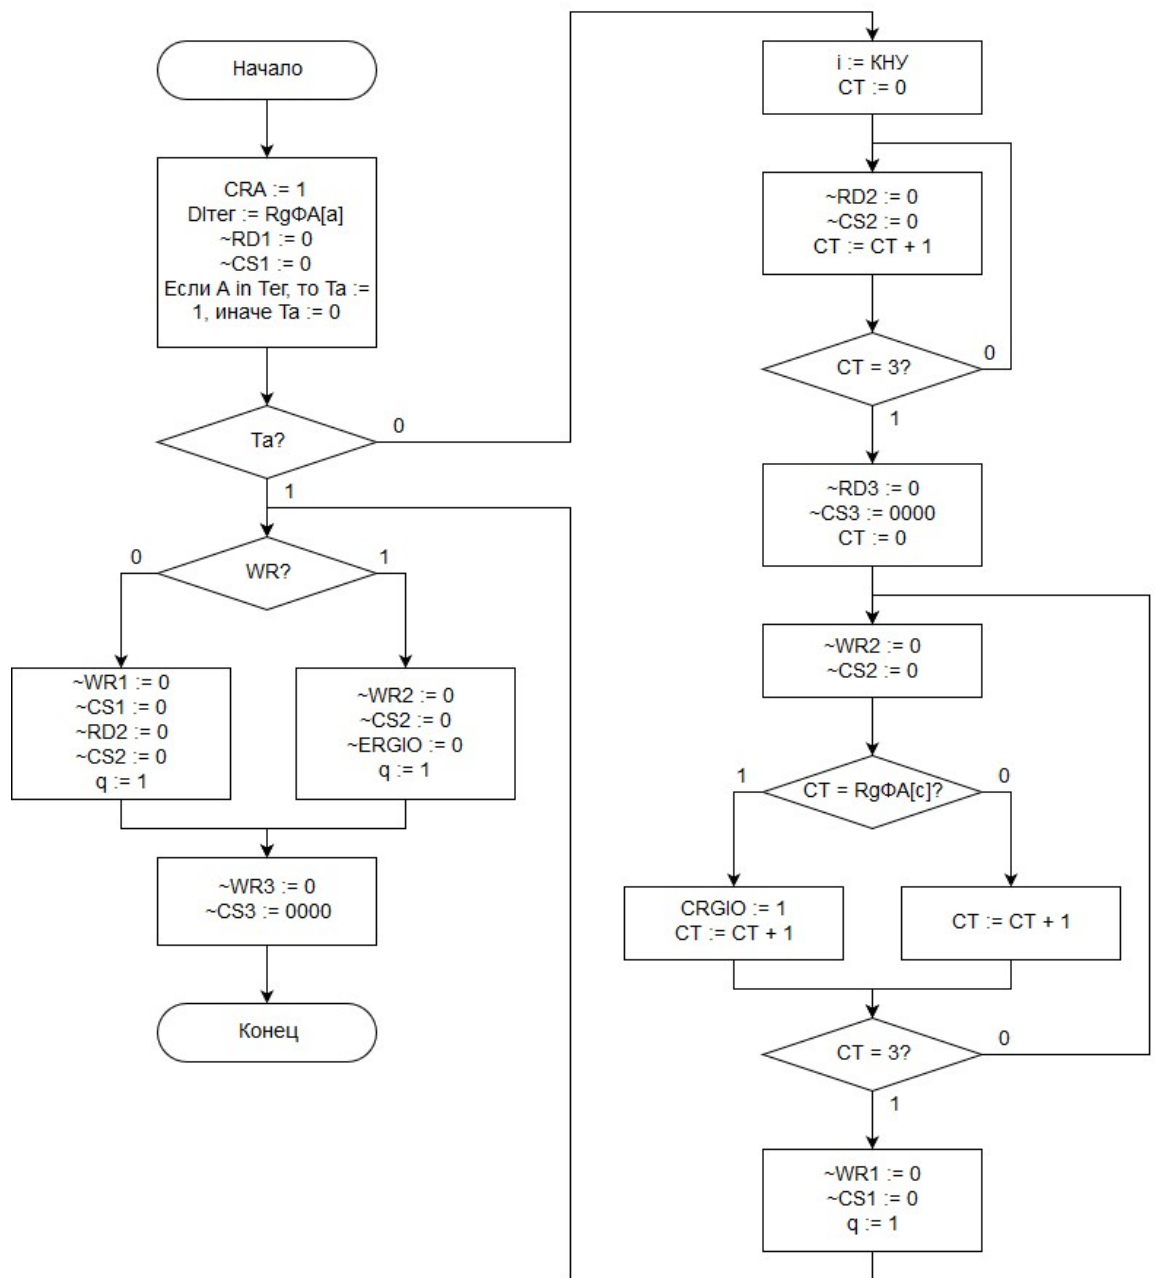 Начало
CRA := 1
DIтег := RgФА[a]
~RD1 := 0
~CS1 := 0
Если A in Тег, то Ta :=
1, иначе Ta := 0
Ta?
0
1
WR?
0
1
~WR1 := 0
~CS1 := 0
~RD2 := 0
~CS2 := 0
q := 1
~WR2 := 0
~CS2 := 0
~ERGIO := 0
q := 1
~WR3 := 0
~CS3 := 0000
Конец
i := КНУ
CT := 0
~RD2 := 0
~CS2 := 0
CT := CT + 1
CT = 3?
0
1
~RD3 := 0
~CS3 := 0000
CT := 0
~WR2 := 0
~CS2 := 0
CT = RgФА[c]?
1
0
CRGIO := 1
CT := CT + 1
CT := CT + 1
CT = 3?
0
1
~WR1 := 0
~CS1 := 0
q := 1